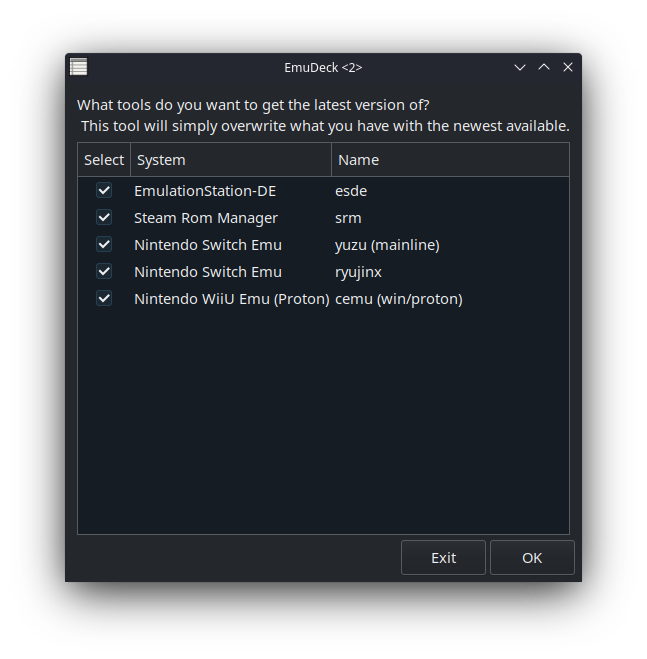 EmuDeck <2>
What tools do you want to get the latest version of?
This tool will simply overwrite what you have with the newest available.
Select System Name
EmulationStation-DE esde
Steam Rom Manager srm
Nintendo Switch Emu yuzu (mainline)
Nintendo Switch Emu ryujinx
Nintendo WiiU Emu (Proton) cemu (win/proton)
Exit OK